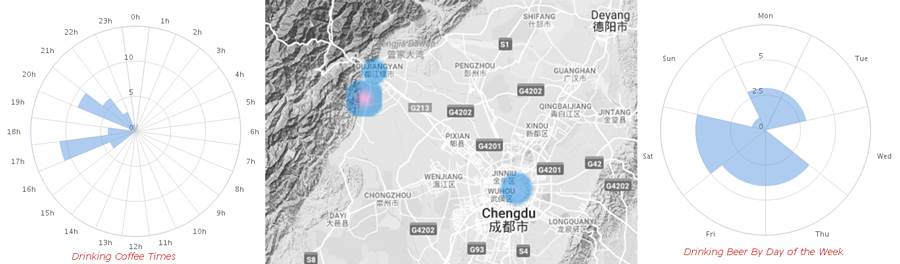 0h
1h
2h
3h
4h
5h
6h
7h
8h
9h
10h
11h
12h
13h
14h
15h
16h
17h
18h
19h
20h
21h
22h
23h
10
5
0
Drinking Coffee Times
SHIFANG
什邡市
Deyang
德阳市
S1
DUJIANGYAN
都江堰市
PENGZHOU
彭州市
GUANGHAN
广汉市
G4202
G213
G4202
QINGBAIJIANG
青白江区
JINTANG
金堂县
XINDU
新都区
PIXIAN
郫县
G4201
WENJIANG
温江区
JINNIU
金牛区
G4201
G42
G4202
WUHOU
武侯区
CHONGZHOU
崇州市
Chengdu
成都市
DAYI
大邑县
G4202
LONGQUANYI
龙泉驿区
G93
S4
S8
Mon
Tue
Wed
Thu
Fri
Sat
Sun
5
2.5
0
Drinking Beer By Day of the Week